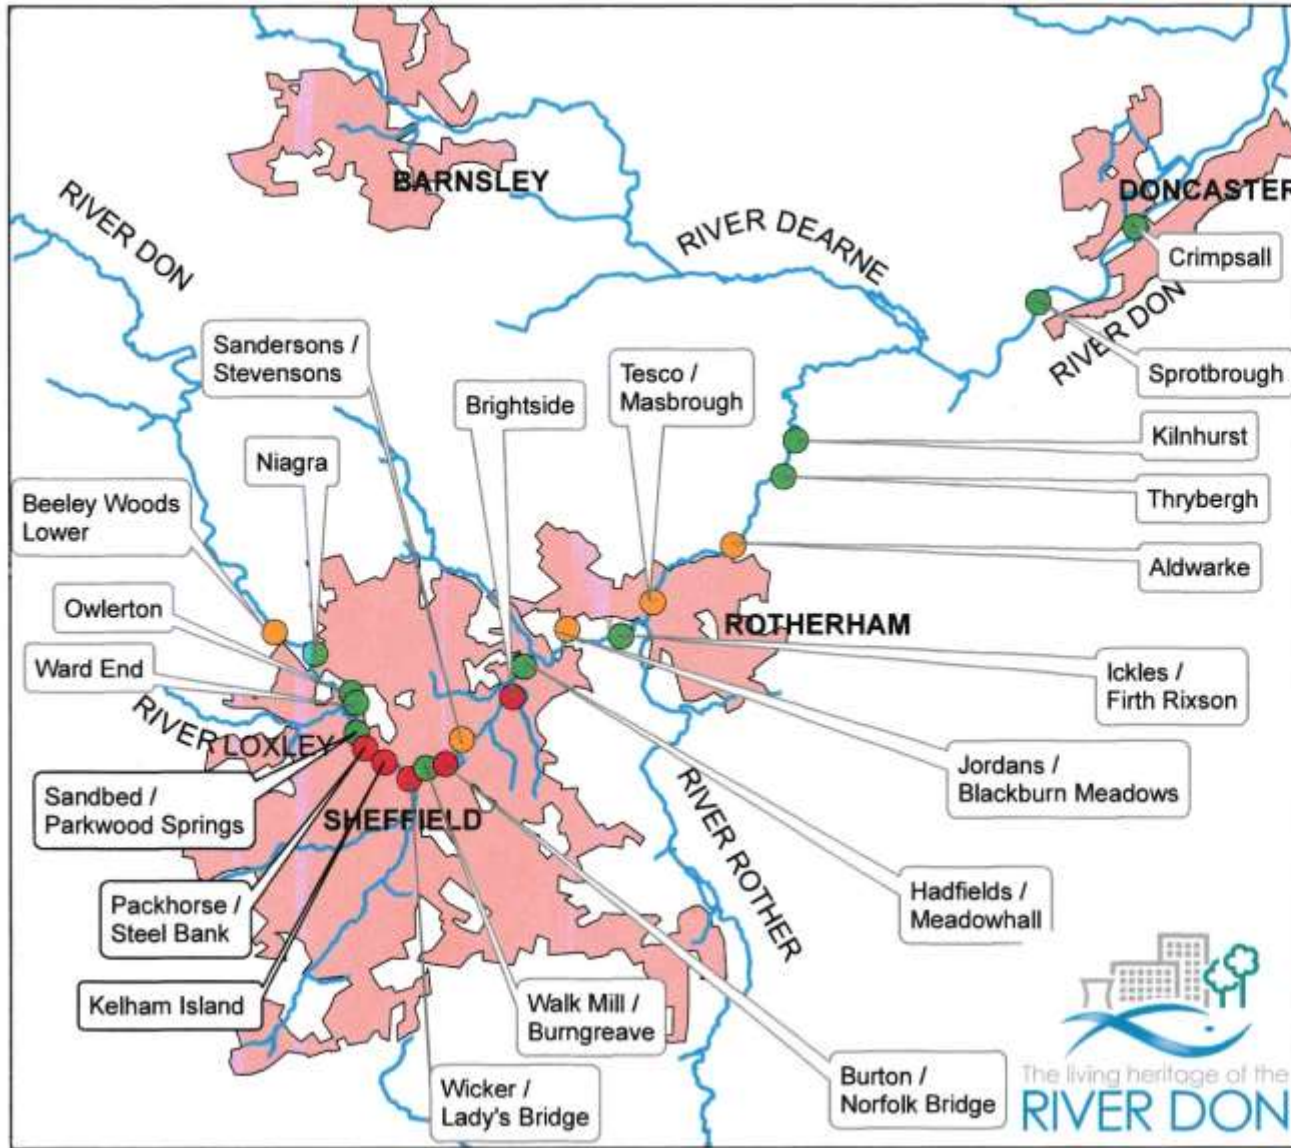 RIVER DON
BARNSLEY
RIVER DEARNE
DONCASTER
Crimpsall
RIVER DON
Sprotbrough
Sandersons /
Stevensons
Brightside
Tesco /
Masbrough
Kilnhurst
Niagra
Thrybergh
Beeley Woods
Lower
Aldwarke
Owlerton
ROTHERHAM
Ward End
Ickles /
Firth Rixson
RIVER LOXLEY
Jordans /
Blackburn Meadows
Sandbed /
Parkwood Springs
SHEFFIELD
RIVER ROTHER
Hadfields /
Meadowhall
Packhorse /
Steel Bank
Kelham Island
Walk Mill /
Burngreave
Wicker /
Lady's Bridge
Burton /
Norfolk Bridge
The living heritage of the
RIVER DON